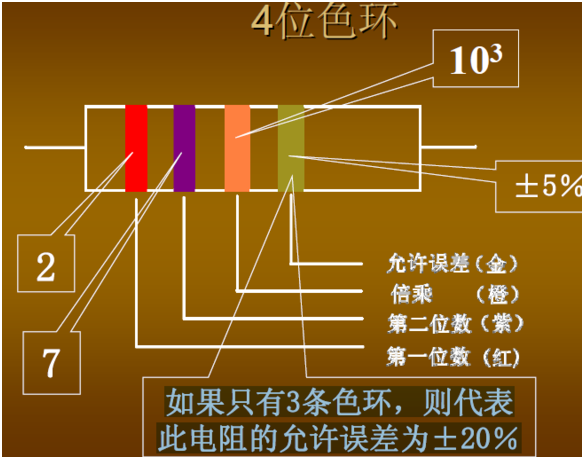 4位色环
10³
±5%
2
7
允许误差(金)
倍乘 (橙)
第二位数(紫)
第一位数(红)
如果只有3条色环，则代表
此电阻的允许误差为±20%